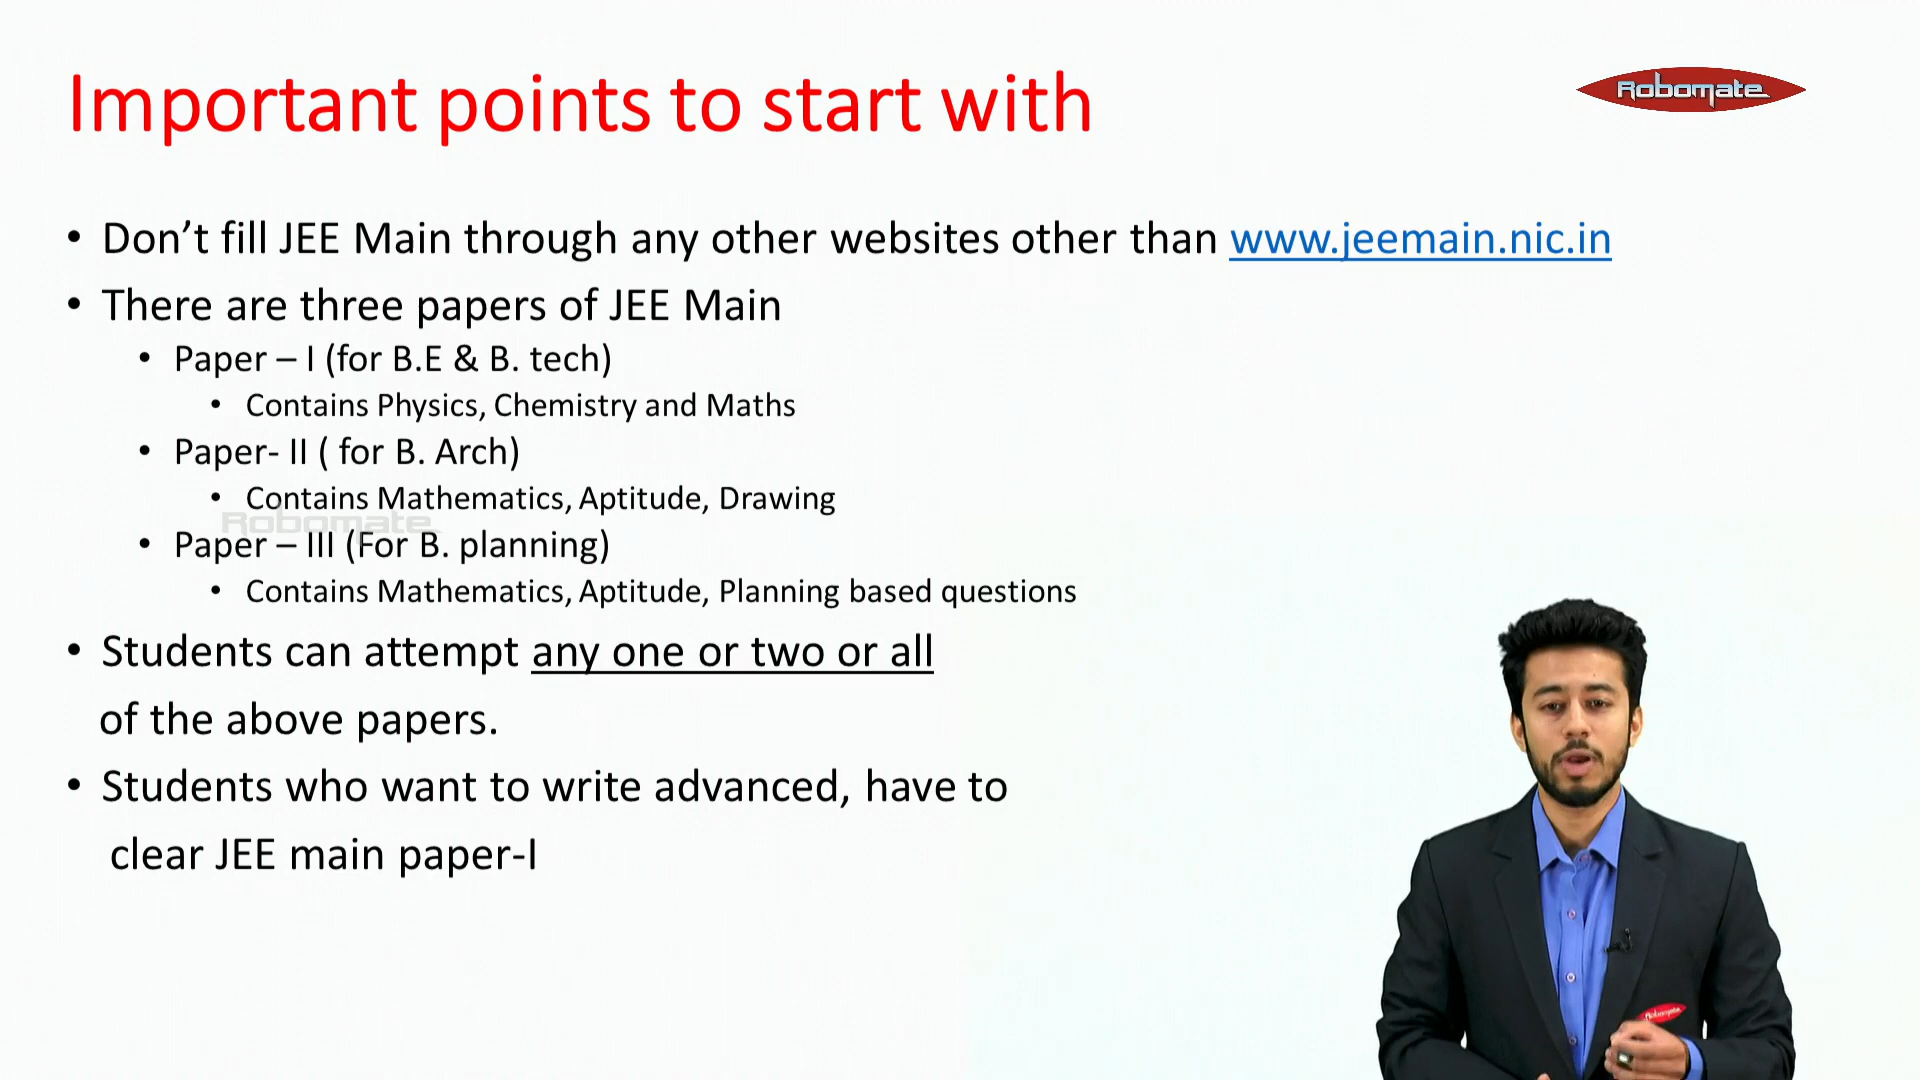 Important points to start with
Robomate
• Don’t fill JEE Main through any other websites other than www.jeemain.nic.in
• There are three papers of JEE Main
• Paper – I (for B.E & B. tech)
• Contains Physics, Chemistry and Maths
• Paper- II ( for B. Arch)
• Contains Mathematics, Aptitude, Drawing
Robomate
• Paper – III (For B. planning)
• Contains Mathematics, Aptitude, Planning based questions
• Students can attempt any one or two or all
of the above papers.
• Students who want to write advanced, have to
clear JEE main paper-I
Robomate